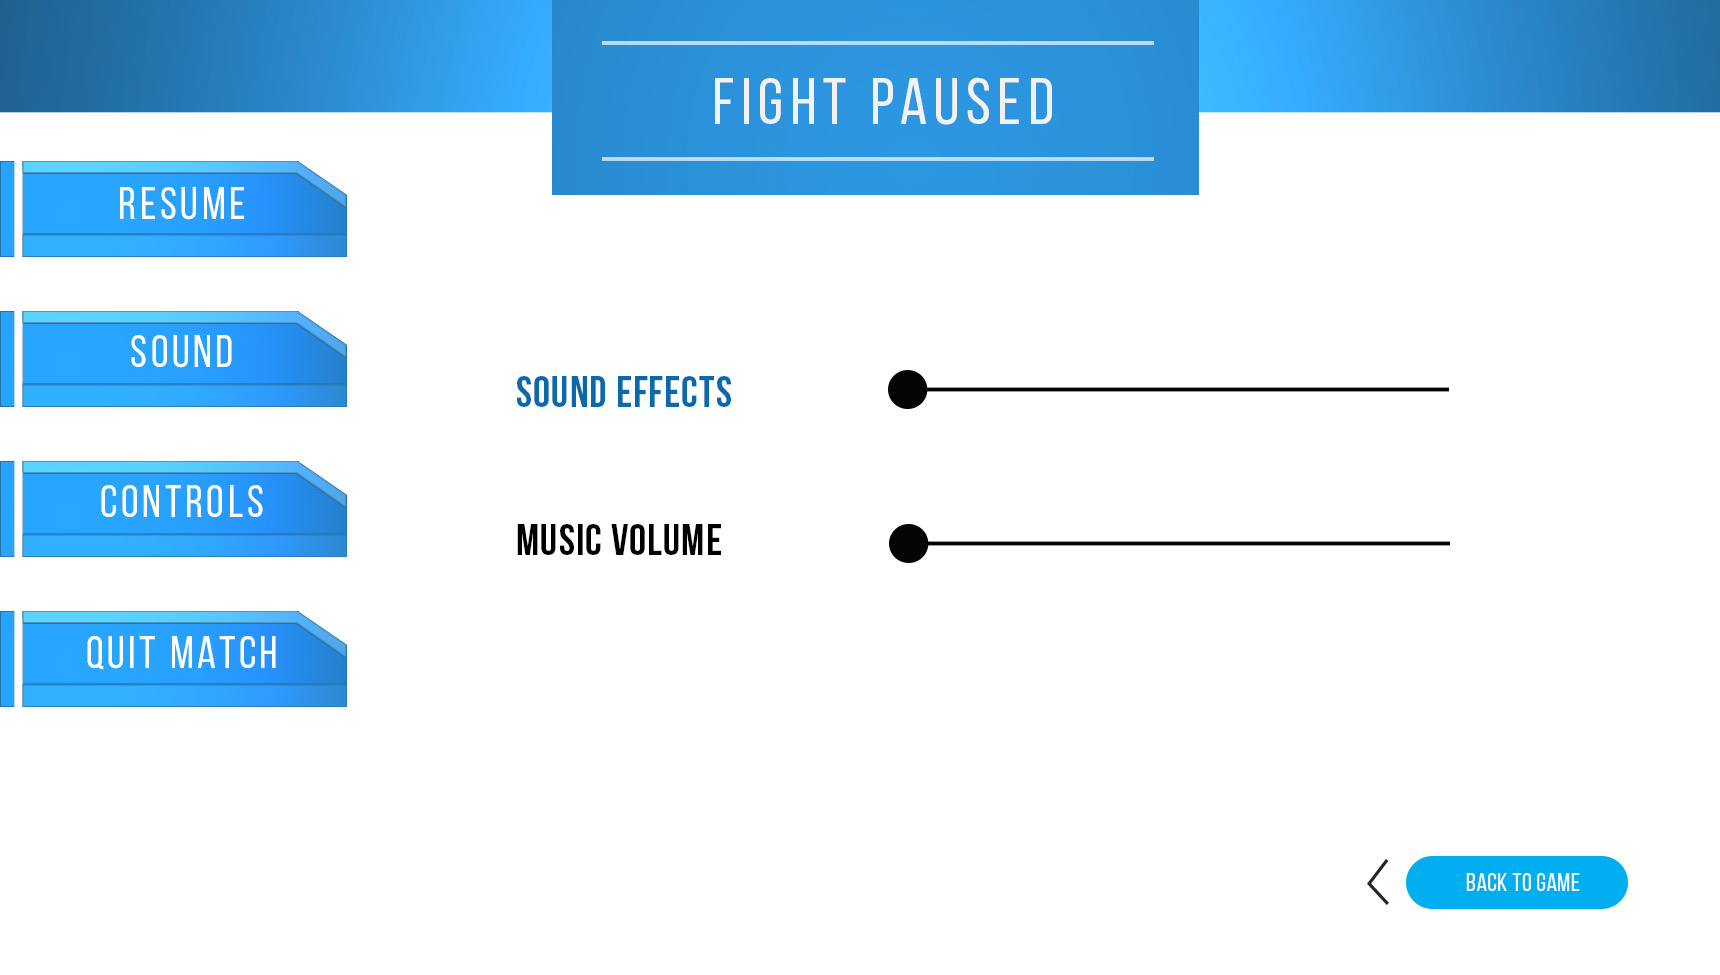 FIGHT PAUSED
RESUME
SOUND
CONTROLS
QUIT MATCH
SOUND EFFECTS
MUSIC VOLUME
BACK TO GAME